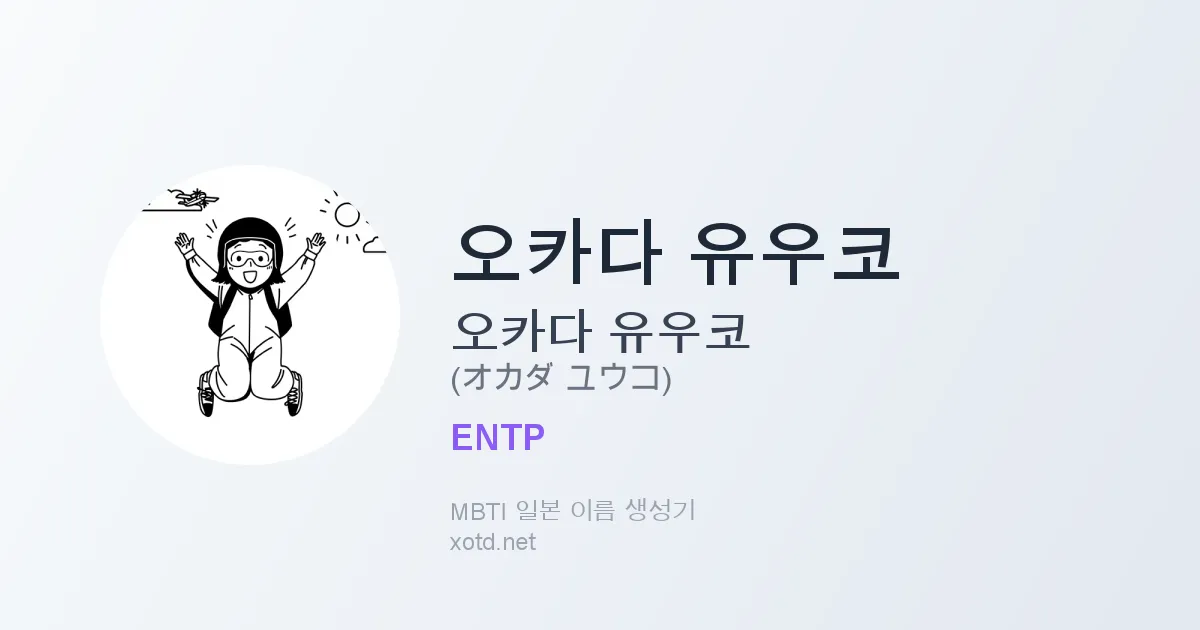 오카다 유우코
오카다 유우코
(オカダ ユウコ)
ENTP
MBTI 일본 이름 생성기
xotd.net